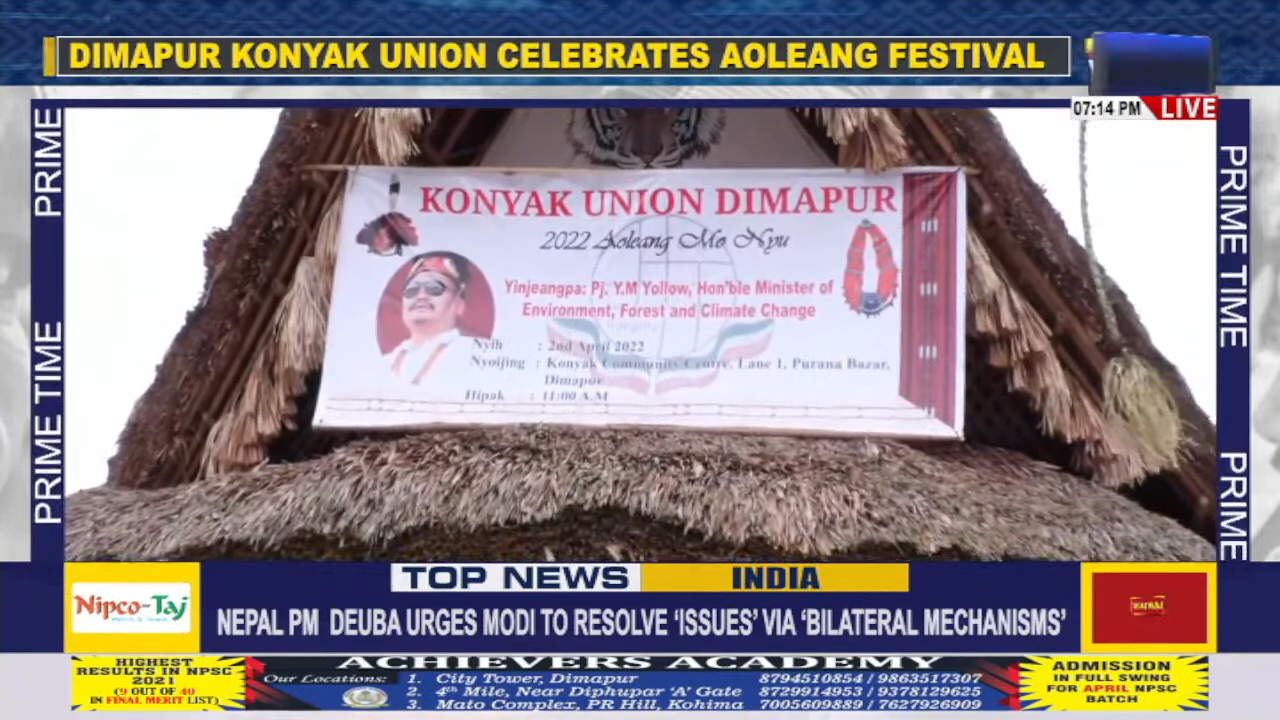 DIMAPUR KONYAK UNION CELEBRATES AOLEANG FESTIVAL
07:14 PM LIVE
PRIME
PRIME TIME
PRIME TIME
PRIME
KONYAK UNION DIMAPUR
2022 Aoleang Mo Nyu
Yinjeangpa: Pj. Y.M Yollow, Hon'ble Minister of
Environment, Forest and Climate Change
Nyih : 2nd April 2022
Nyoijing : Konyak Community Centre, Lane 1, Purana Bazar,
Dimapur
Hipak : 11:00 A.M
TOP NEWS INDIA
Nipco-Taj
NEPAL PM DEUBA URGES MODI TO RESOLVE 'ISSUES' VIA 'BILATERAL MECHANISMS'
HIGHEST
RESULTS IN NPSC
2021
(9 OUT OF 40
IN FINAL MERIT LIST)
ACHIEVERS ACADEMY
Our Locations: 1. City Tower, Dimapur 8794510854 / 9863517307
2. 4th Mile, Near Diphupar 'A' Gate 8729914953 / 9378129625
3. Mato Complex, PR Hill, Kohima 7005609889 / 7627926909
ADMISSION
IN FULL SWING
FOR APRIL NPSC
BATCH